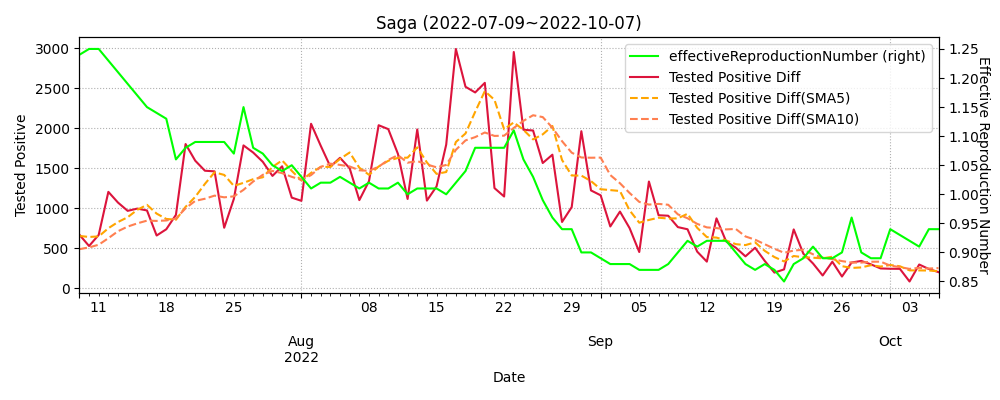 Saga (2022-07-09~2022-10-07)
effectiveReproductionNumber (right)
Tested Positive Diff
Tested Positive Diff(SMA5)
Tested Positive Diff(SMA10)
Tested Positive
3000
2500
2000
1500
1000
500
0
Effective Reproduction Number
1.25
1.20
1.15
1.10
1.05
1.00
0.95
0.90
0.85
11 18 25 08 15 22 29 05 12 19 26 03
Aug Sep Oct
2022
Date